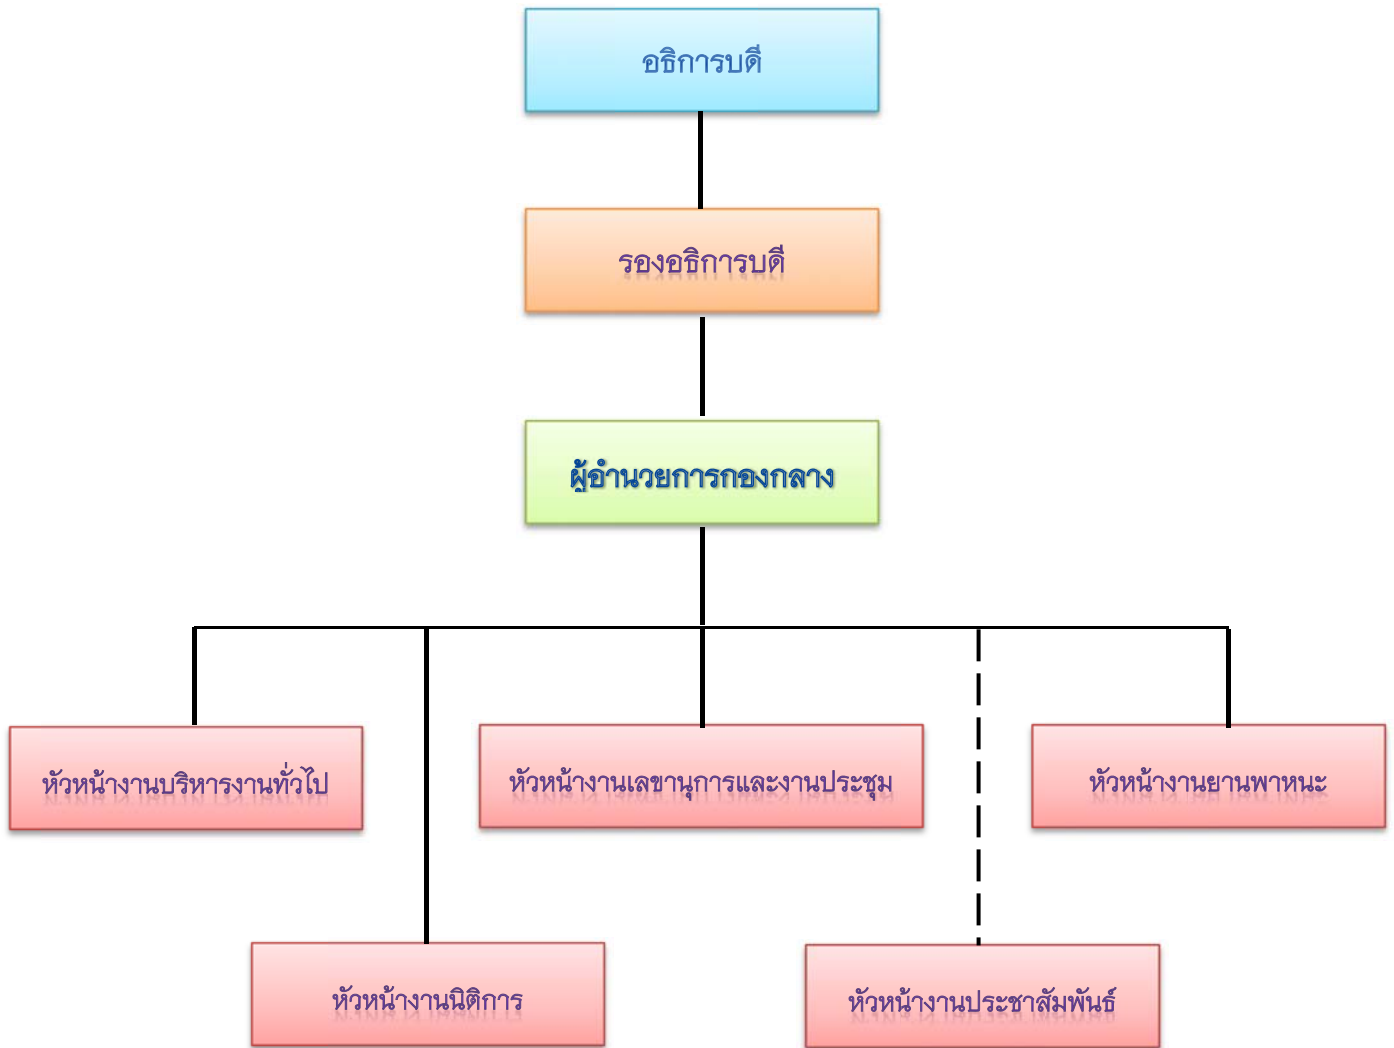 อธิการบดี
รองอธิการบดี
ผู้อำนวยการกองกลาง
หัวหน้างานบริหารงานทั่วไป
หัวหน้างานเลขานุการและงานประชุม
หัวหน้างานยานพาหนะ
หัวหน้างานนิติการ
หัวหน้างานประชาสัมพันธ์